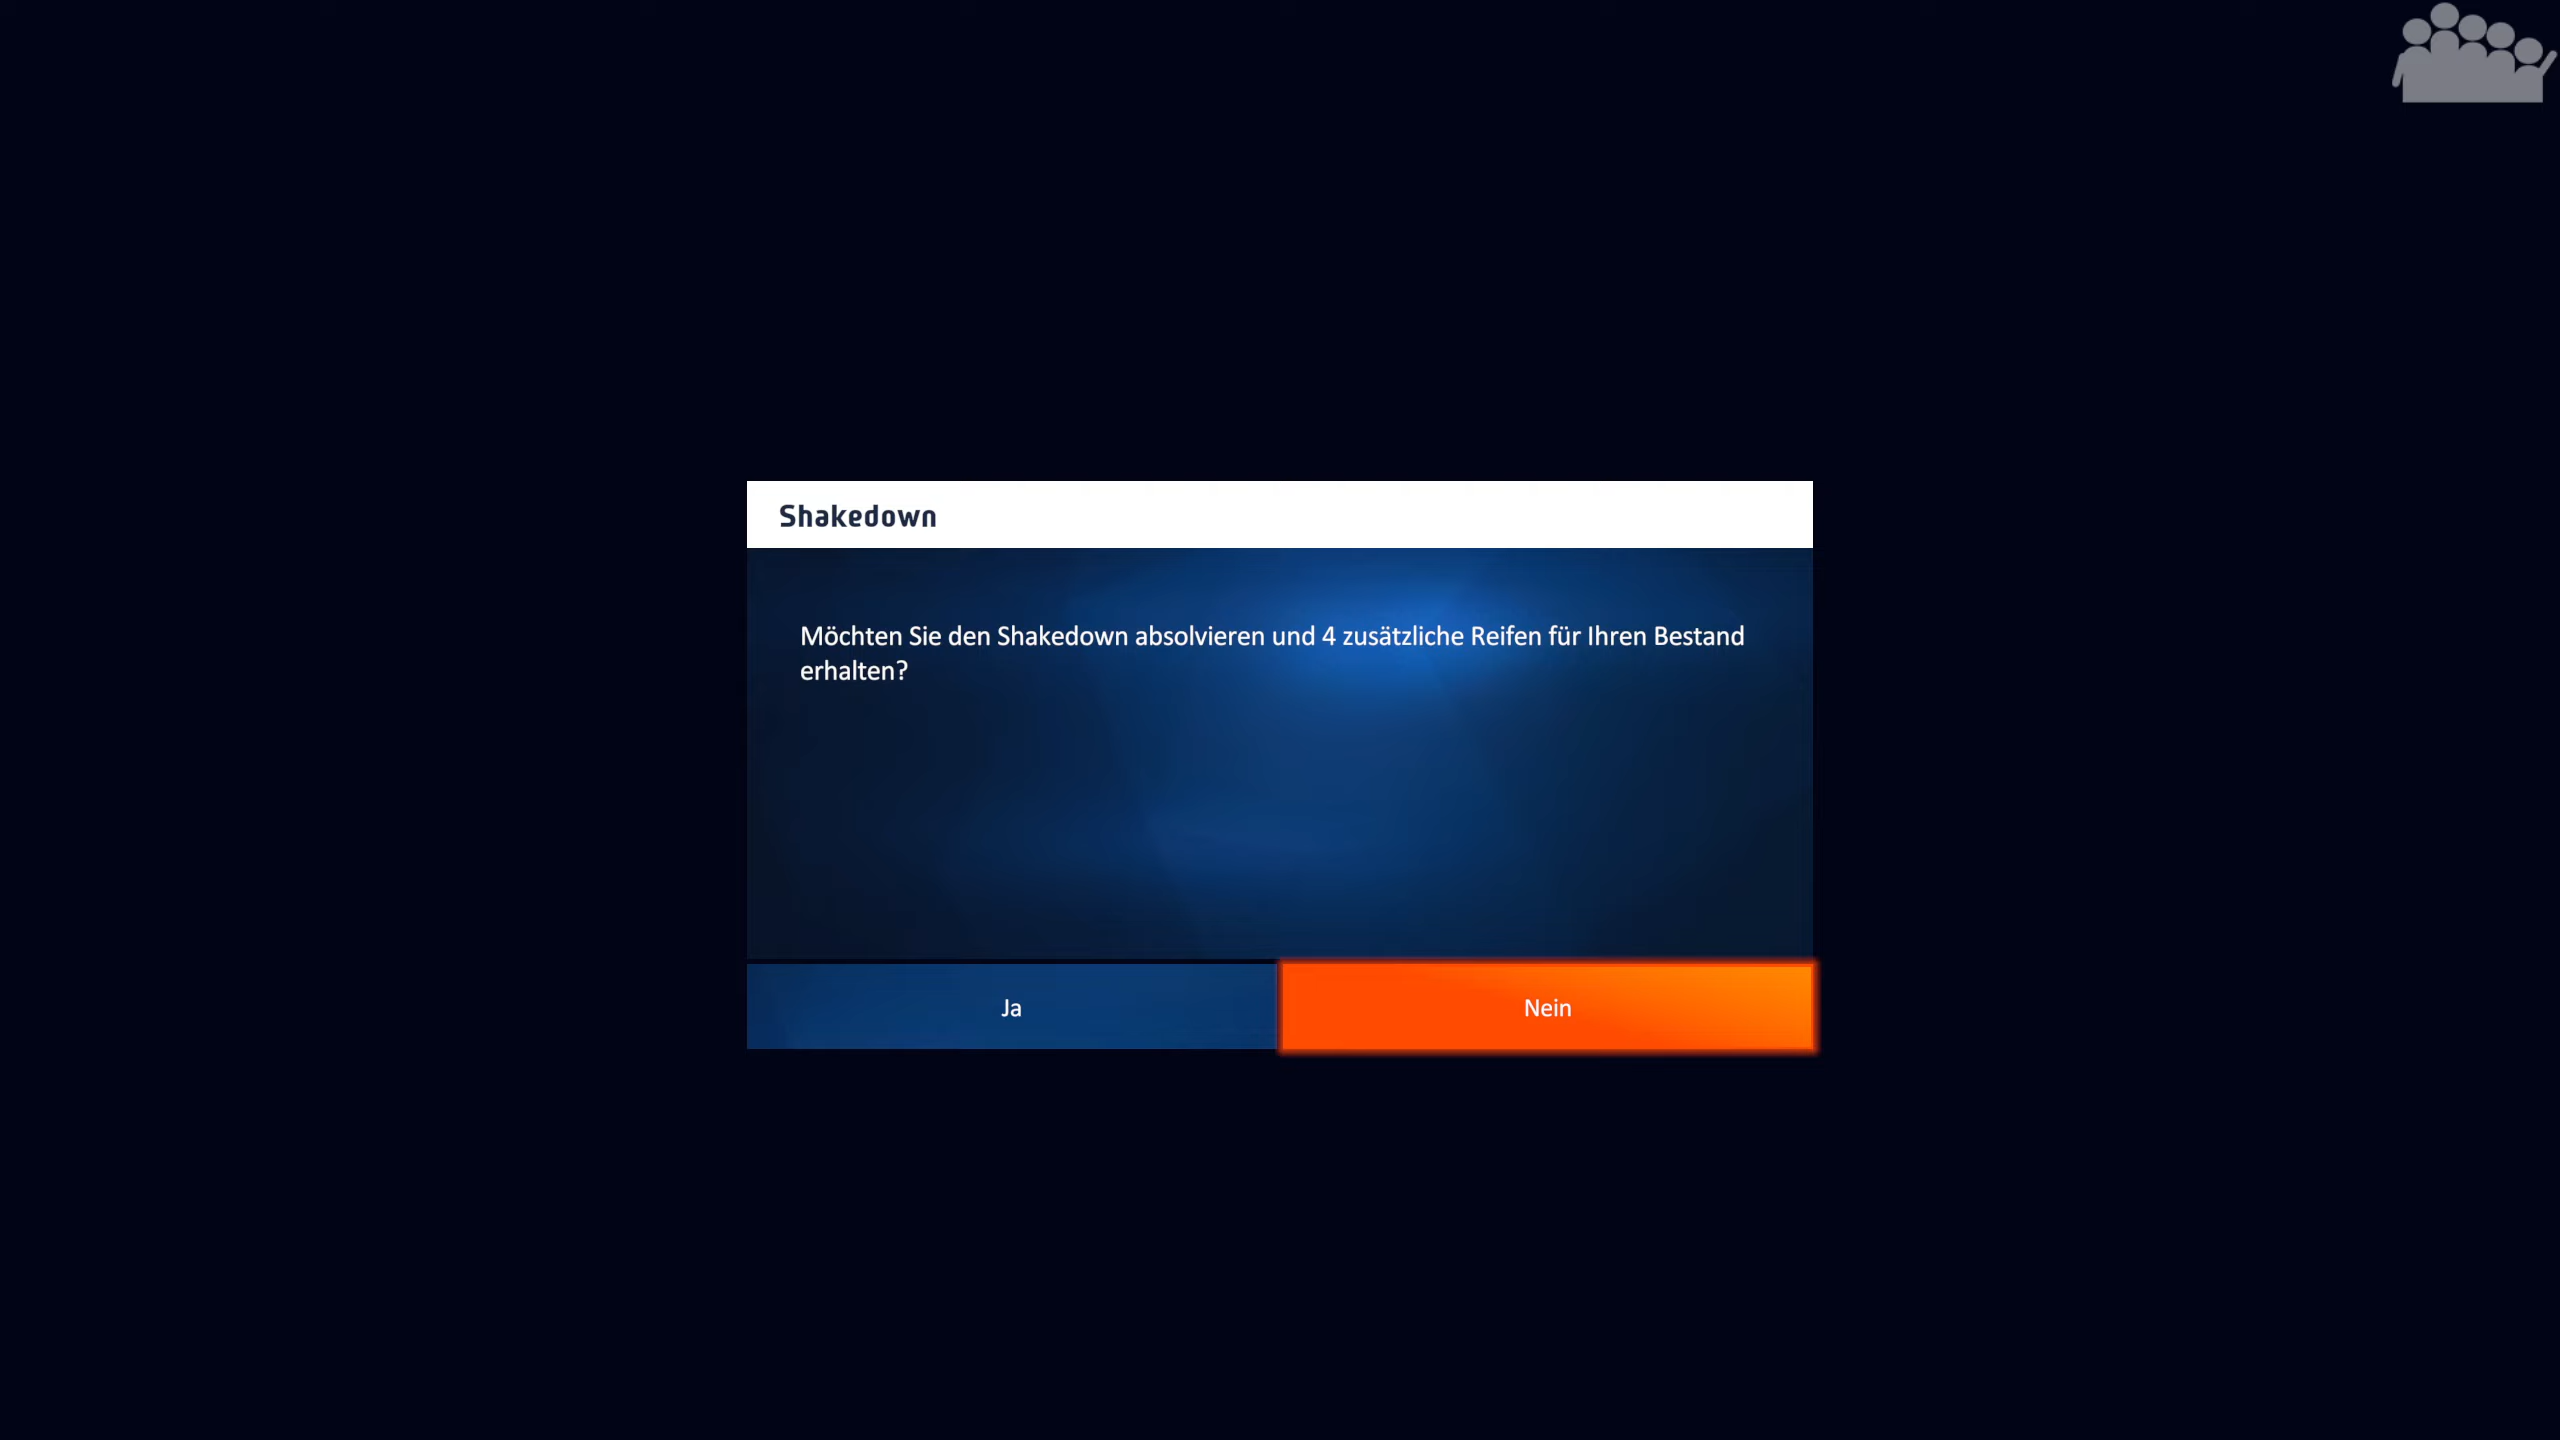 Shakedown
Möchten Sie den Shakedown absolvieren und 4 zusätzliche Reifen für Ihren Bestand
erhalten?
Ja
Nein